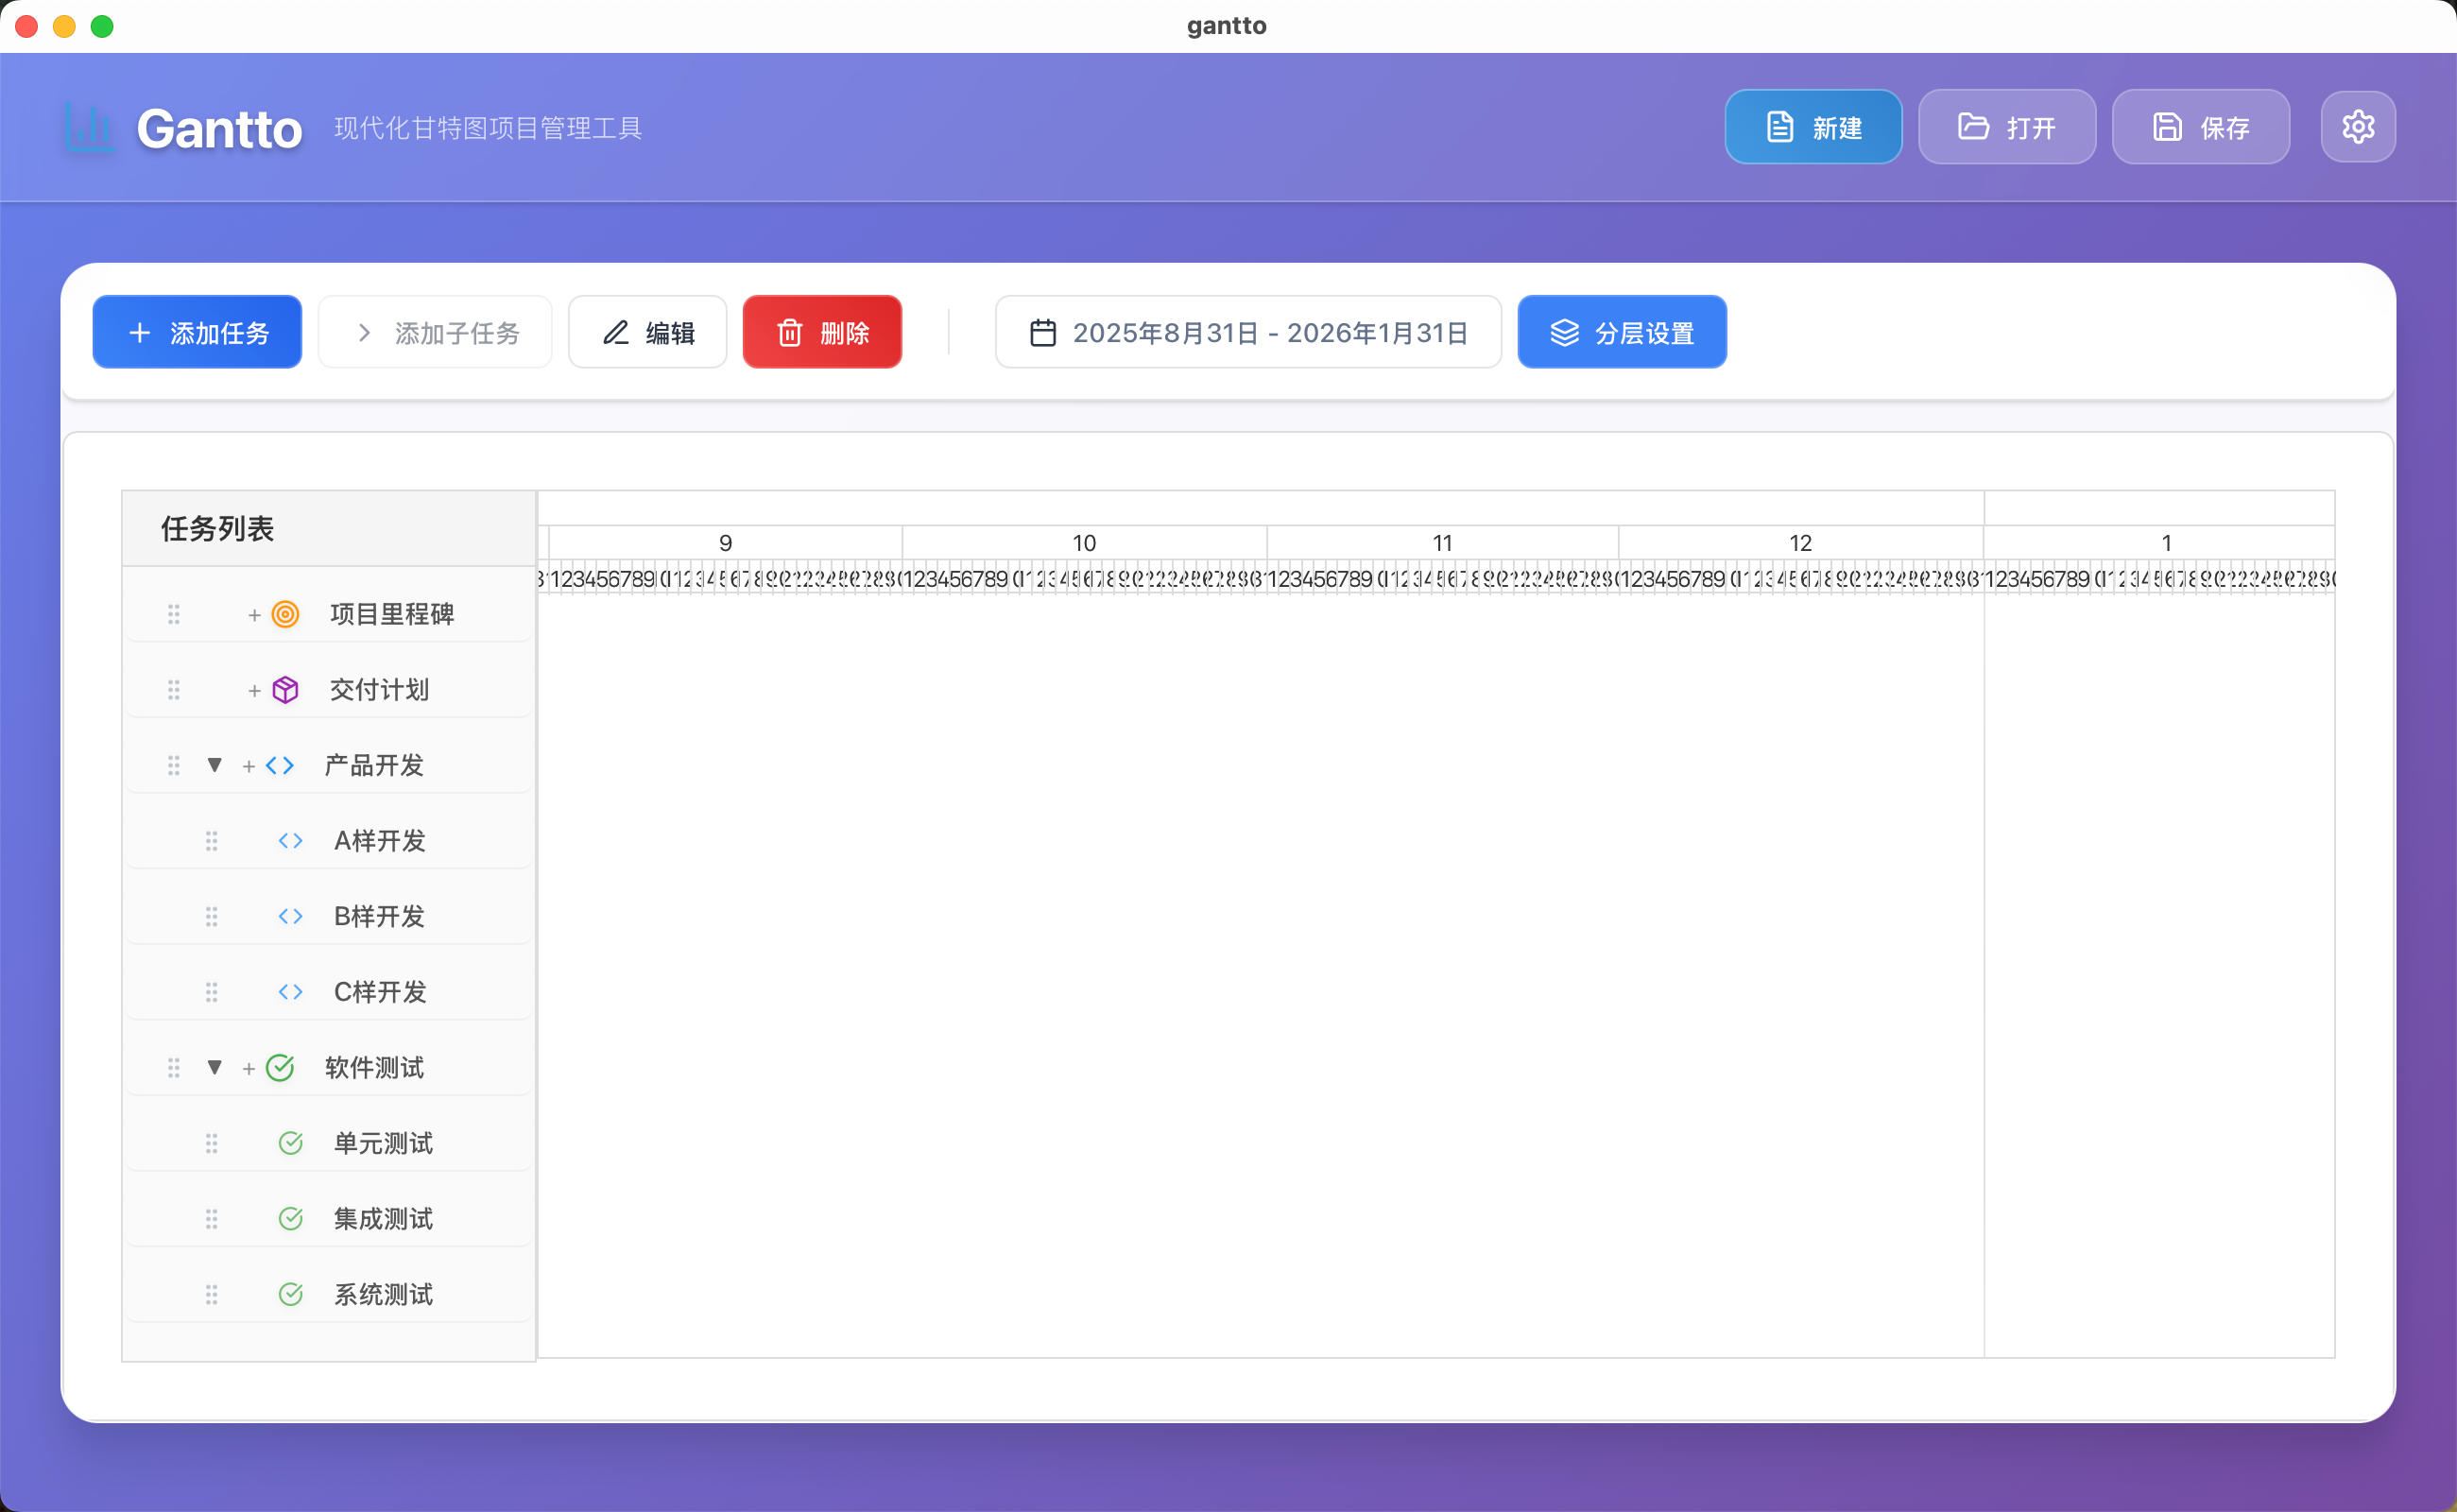 gantto
Gantto 现代化甘特图项目管理工具 新建 打开 保存
添加任务 添加子任务 编辑 删除 2025年8月31日 - 2026年1月31日 分层设置
任务列表
9 10 11 12 1
项目里程碑
交付计划
产品开发
A样开发
B样开发
C样开发
软件测试
单元测试
集成测试
系统测试